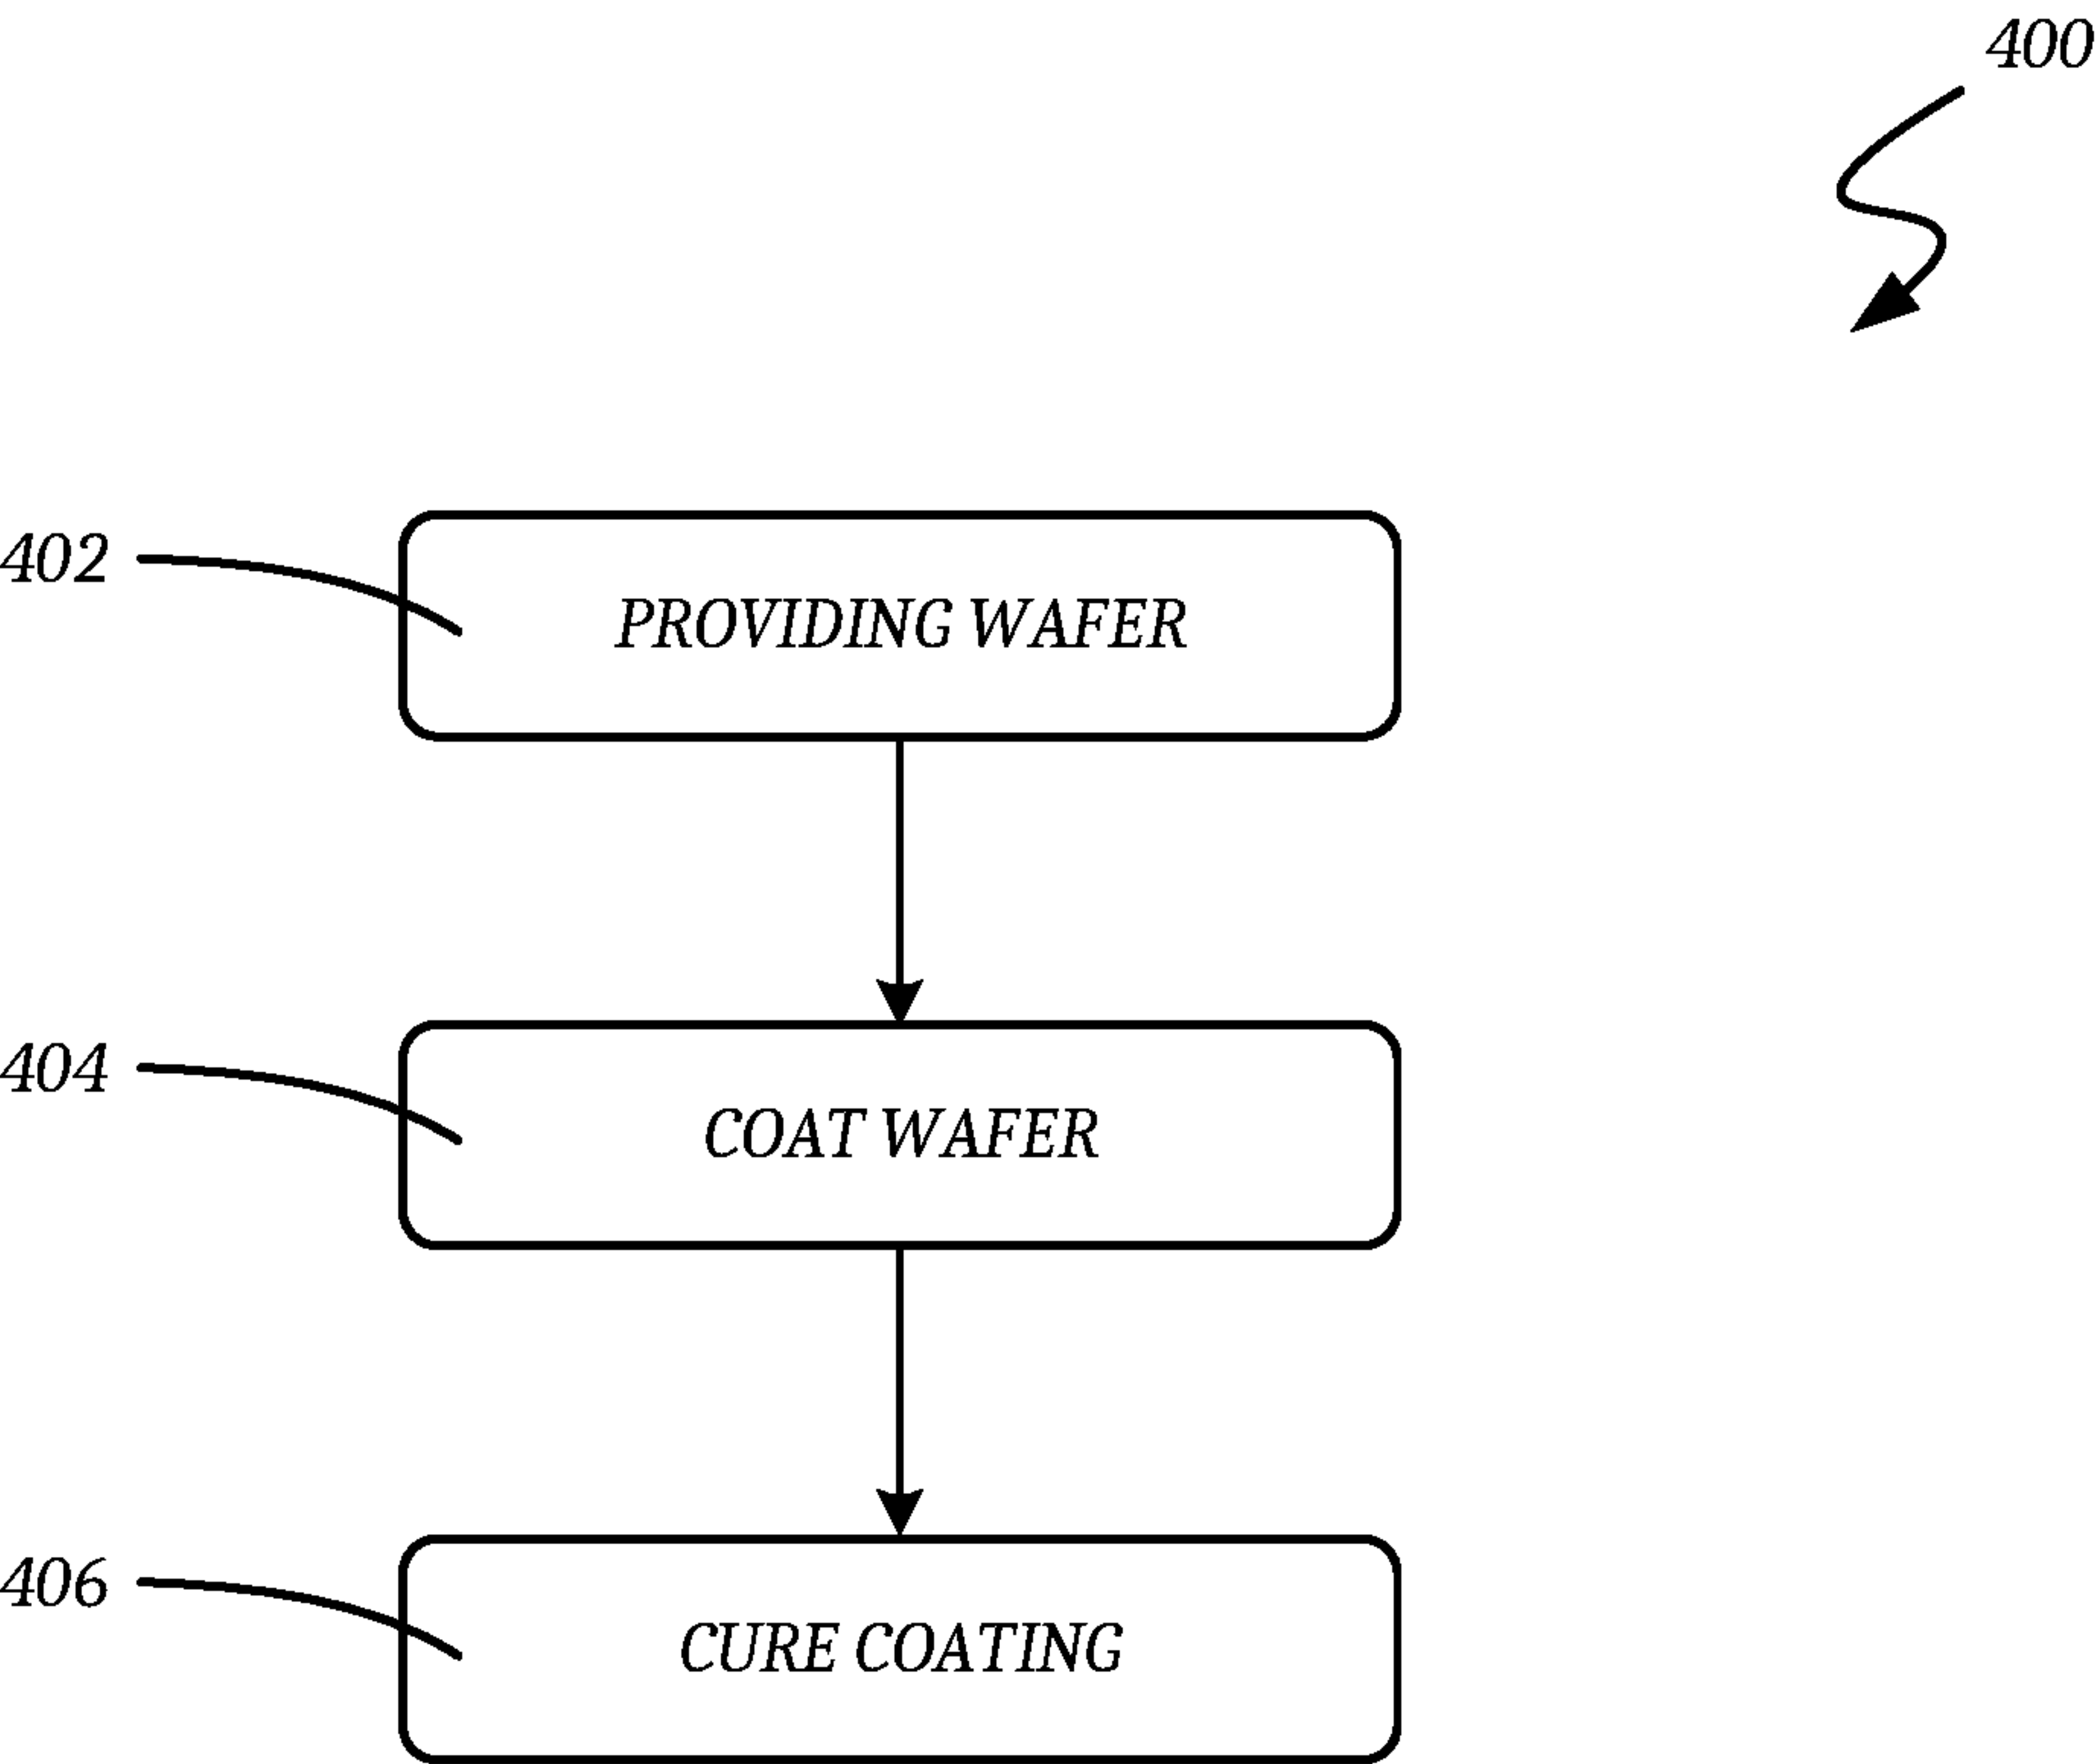 400
402
PROVIDING WAFER
404
COAT WAFER
406
CURE COATING